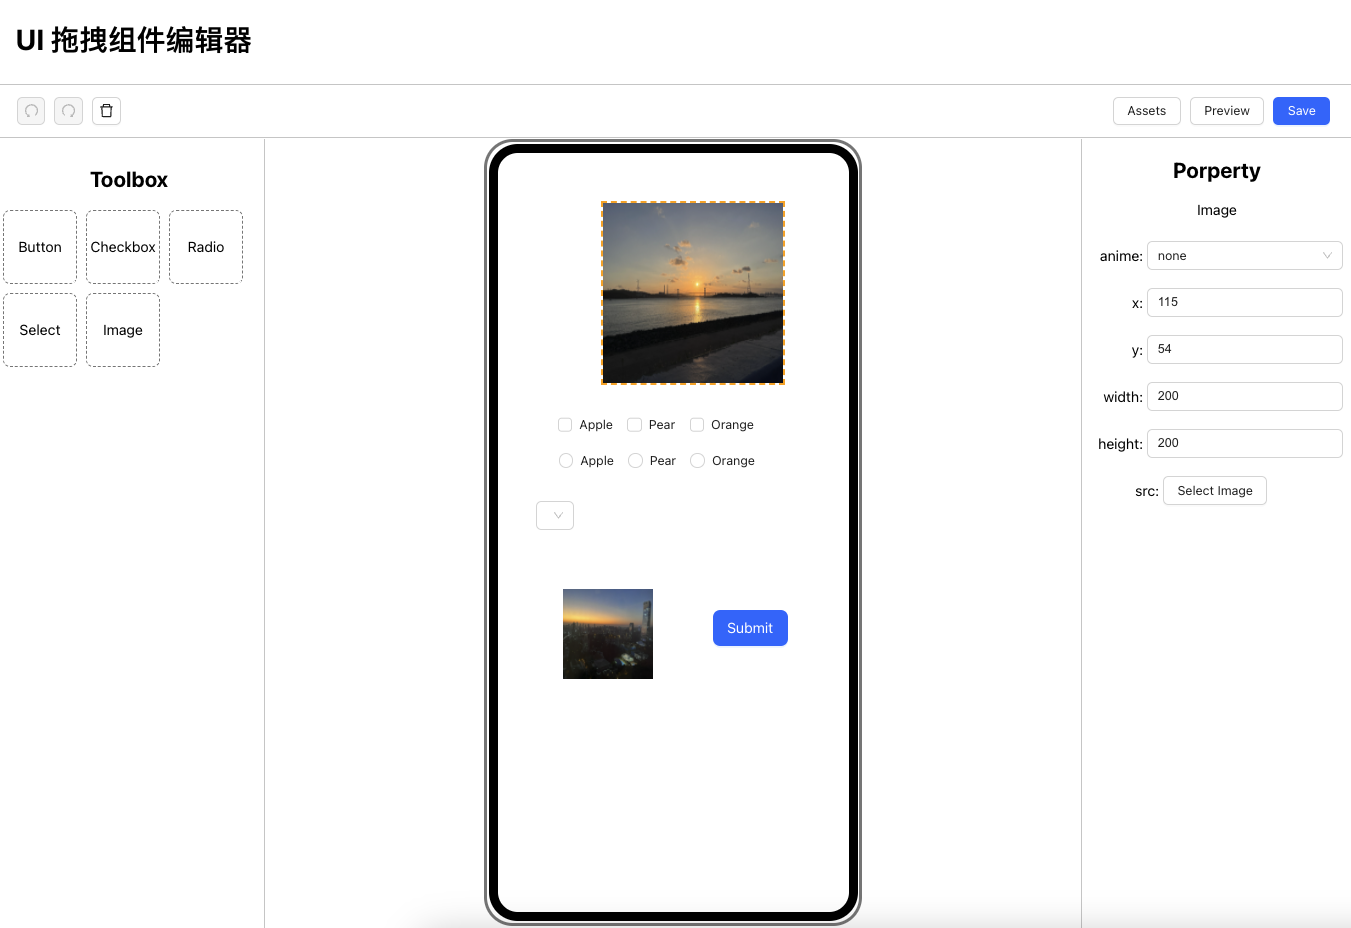 UI 拖拽组件编辑器
Assets Preview Save
Toolbox
Button Checkbox Radio
Select Image
Apple Pear Orange
Apple Pear Orange
Submit
Porperty
Image
anime: none
x: 115
y: 54
width: 200
height: 200
src: Select Image